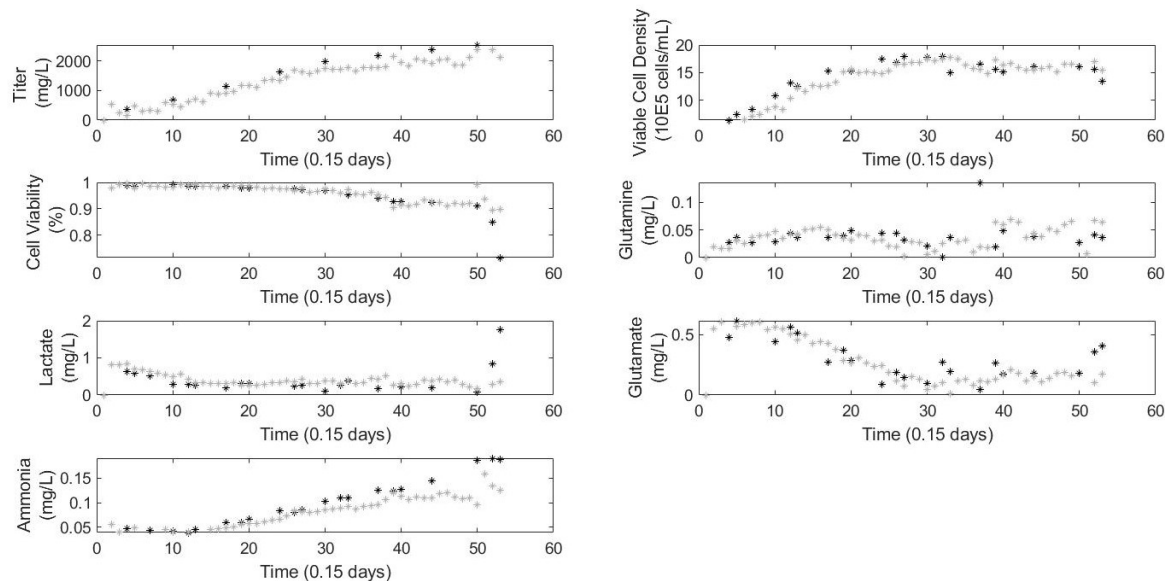 2000
1000
0
Titer
(mg/L)
0 10 20 30 40 50 60
Time (0.15 days)
20
15
10
Viable Cell Density
(10E5 cells/mL)
0 10 20 30 40 50 60
Time (0.15 days)
1
0.9
0.8
Cell Viability
(%)
0 10 20 30 40 50 60
Time (0.15 days)
0.1
0.05
0
Glutamine
(mg/L)
0 10 20 30 40 50 60
Time (0.15 days)
2
1
0
Lactate
(mg/L)
0 10 20 30 40 50 60
Time (0.15 days)
0.5
0
Glutamate
(mg/L)
0 10 20 30 40 50 60
Time (0.15 days)
0.15
0.1
0.05
Ammonia
(mg/L)
0 10 20 30 40 50 60
Time (0.15 days)